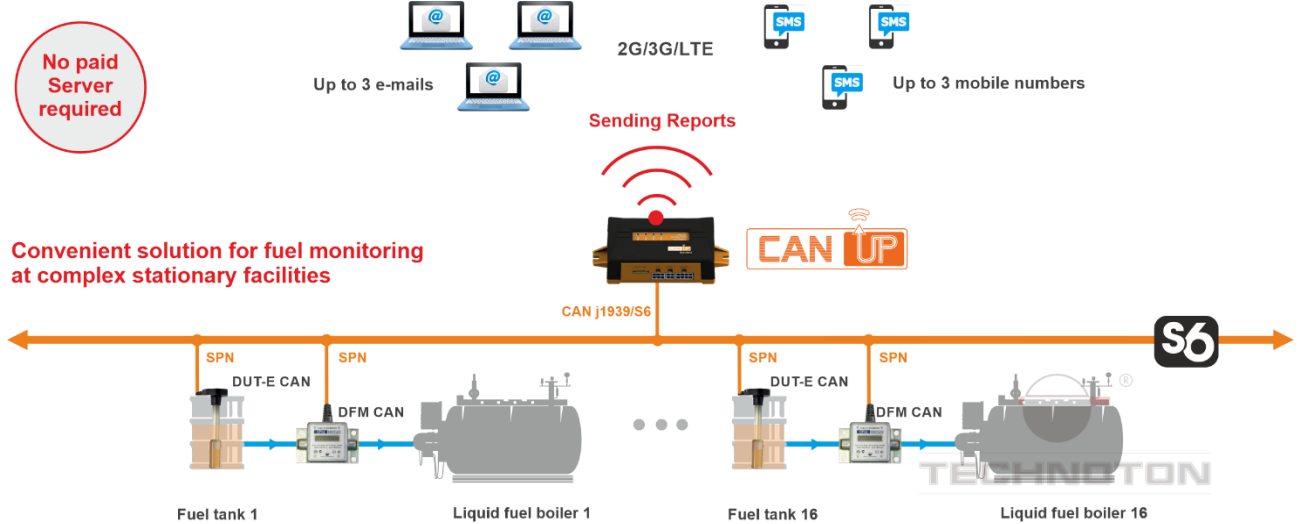 No paid
Server
required
@
@
@
Up to 3 e-mails
2G/3G/LTE
SMS
SMS
SMS
Up to 3 mobile numbers
Sending Reports
CAN UP
Convenient solution for fuel monitoring
at complex stationary facilities
CAN j1939/S6
S6
SPN
SPN
SPN
SPN
DUT-E CAN
DFM CAN
DUT-E CAN
DFM CAN
®
TECHNOTON
Fuel tank 1
Liquid fuel boiler 1
Fuel tank 16
Liquid fuel boiler 16